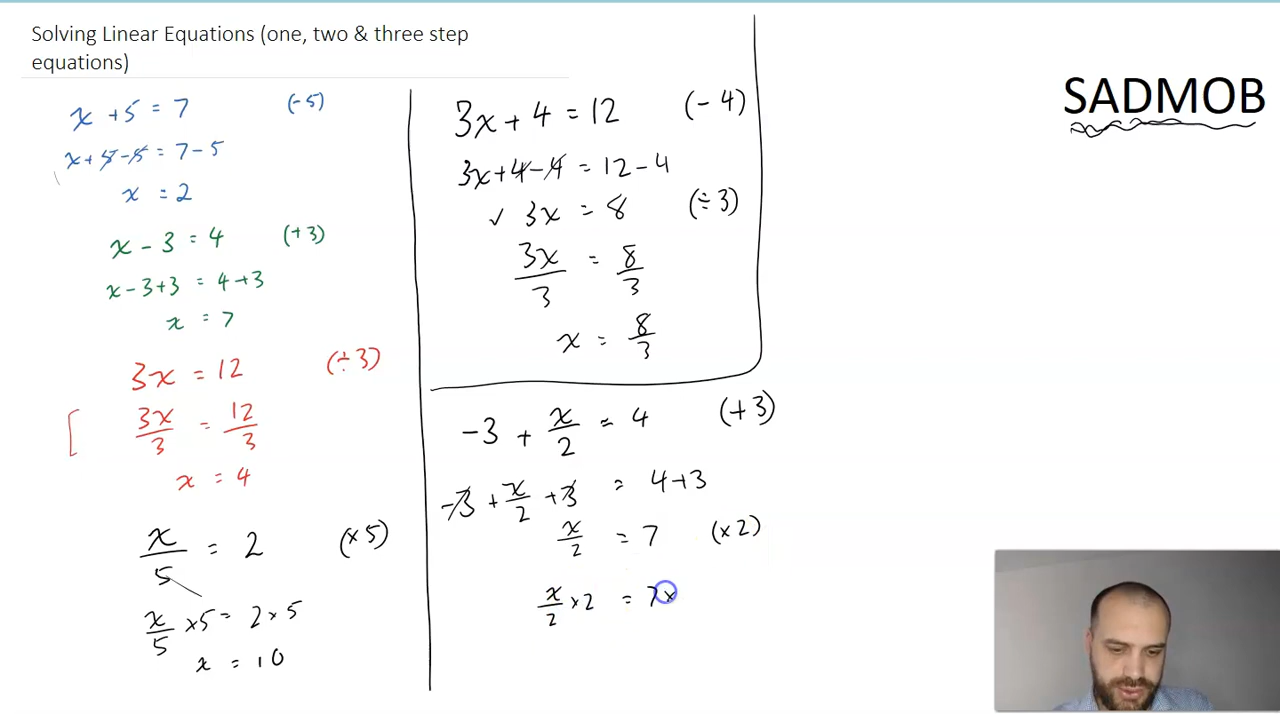 Solving Linear Equations (one, two & three step
equations)
SADMOB
x + 5 = 7 (- 5)
x + 5 - 5 = 7 - 5
x = 2
x - 3 = 4 (+3)
x - 3 + 3 = 4 + 3
x = 7
3x = 12 (÷3)
3x/3 = 12/3
x = 4
x/5 = 2 (×5)
x/5 × 5 = 2 × 5
x = 10
3x + 4 = 12 (- 4)
3x + 4 - 4 = 12 - 4
✓ 3x = 8 (÷ 3)
3x/3 = 8/3
x = 8/3
-3 + x/2 = 4 (+3)
-3 + x/2 + 3 = 4 + 3
x/2 = 7 (×2)
x/2 × 2 = 7×